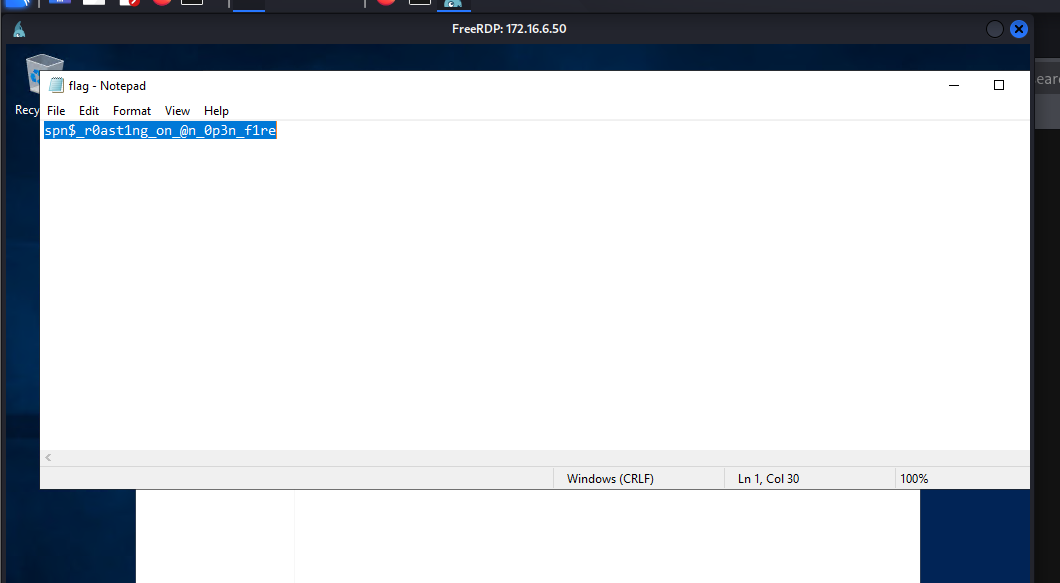 FreeRDP: 172.16.6.50
flag - Notepad
Recy
File Edit Format View Help
spn$_r0ast1ng_on_@n_0p3n_f1re
Windows (CRLF) Ln 1, Col 30 100%